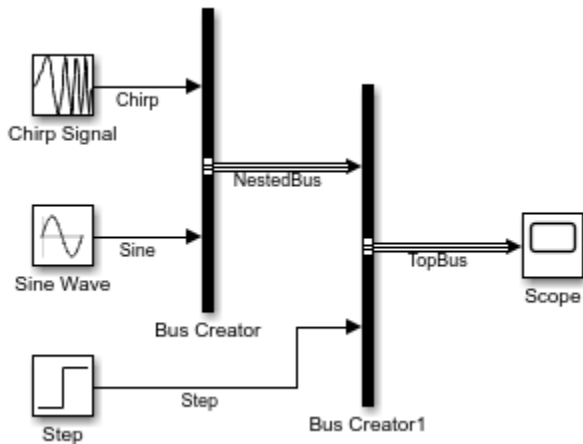 Chirp
Chirp Signal
NestedBus
Sine
Sine Wave
TopBus
Scope
Bus Creator
Step
Step
Bus Creator1